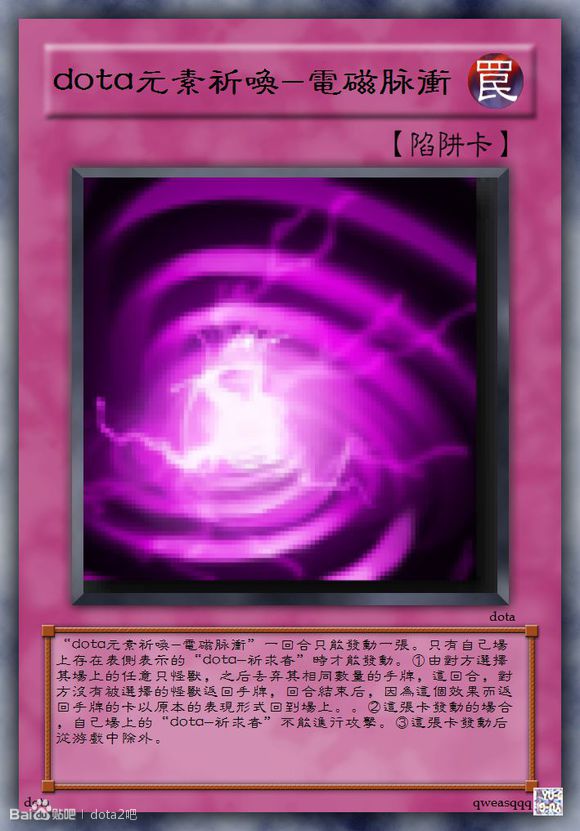 dota元素祈喚-電磁脉衝
罠
【陷阱卡】
dota
“dota元素祈喚-電磁脉衝”一回合只能發動一張。只有自己場
上存在表側表示的“dota-祈求者”時才能發動。①由對方選擇
其場上的任意只怪獸，之后去弃其相同數量的手牌，這回合，對
方沒有被選擇的怪獸返回手牌，回合結束后，因為這個效果而返
回手牌的卡以原本的表現形式回到場上。。②這張卡發動的場合
，自己場上的“dota-祈求者”不能進行攻擊。③這張卡發動后
從游戲中除外。
qweasqqq
Bai 贴吧 | dota2吧